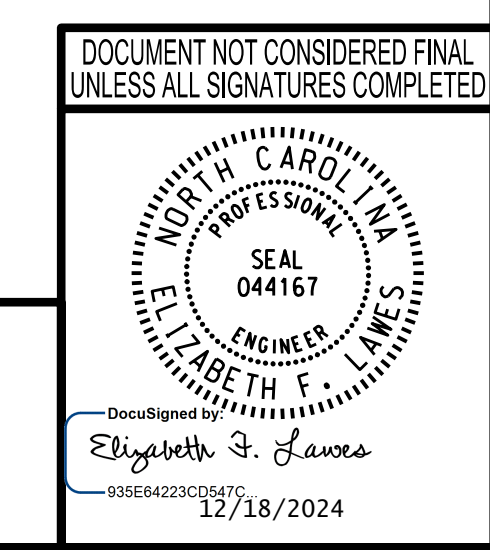 DOCUMENT NOT CONSIDERED FINAL
UNLESS ALL SIGNATURES COMPLETED
NORTH CAROLINA
PROFESSIONAL
SEAL
044167
ENGINEER
ELIZABETH F. LAWES
DocuSigned by:
Elizabeth F. Lawes
935E64223CD547C...
12/18/2024